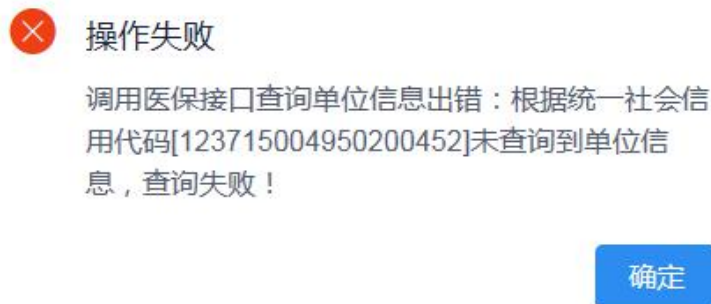 操作失败
调用医保接口查询单位信息出错：根据统一社会信
用代码[123715004950200452]未查询到单位信
息，查询失败！
确定